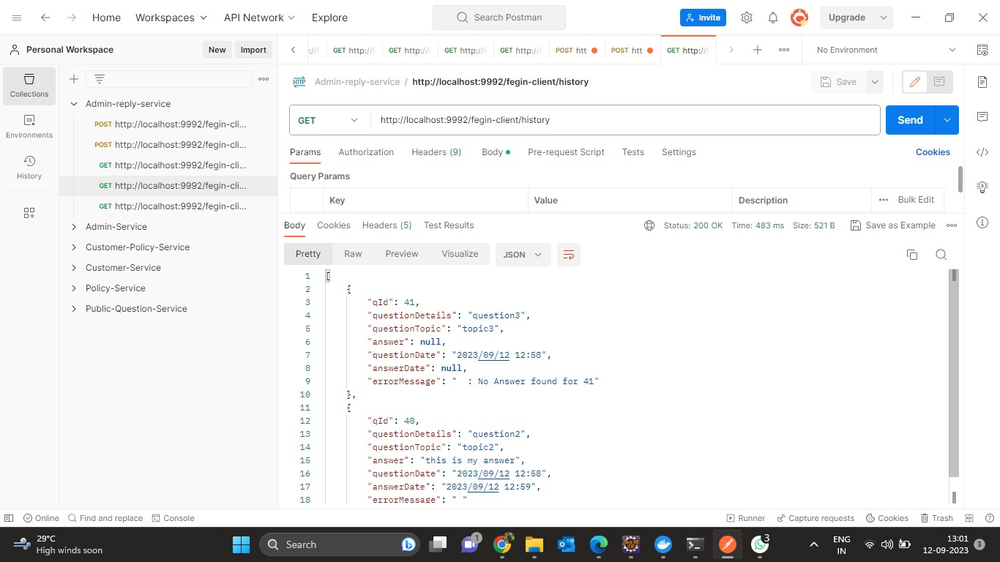 Home Workspaces API Network Explore Search Postman Invite Upgrade
Personal Workspace New Import
GET http://l GET http://l GET http://l GET http://l POST htt POST htt GET http://l No Environment
Collections
Environments
History
Admin-reply-service
POST http://localhost:9992/fegin-cli...
POST http://localhost:9992/fegin-cli...
GET http://localhost:9992/fegin-cli...
GET http://localhost:9992/fegin-cli...
GET http://localhost:9992/fegin-cli...
Admin-Service
Customer-Policy-Service
Customer-Service
Policy-Service
Public-Question-Service
HTTP Admin-reply-service / http://localhost:9992/fegin-client/history Save
GET http://localhost:9992/fegin-client/history Send
Params Authorization Headers (9) Body Pre-request Script Tests Settings Cookies
Query Params
Key Value Description Bulk Edit
Body Cookies Headers (5) Test Results Status: 200 OK Time: 483 ms Size: 521 B Save as Example
Pretty Raw Preview Visualize JSON
1 [
2 {
3 "qId": 41,
4 "questionDetails": "question3",
5 "questionTopic": "topic3",
6 "answer": null,
7 "questionDate": "2023/09/12 12:58",
8 "answerDate": null,
9 "errorMessage": "  : No Answer found for 41"
10 },
11 {
12 "qId": 40,
13 "questionDetails": "question2",
14 "questionTopic": "topic2",
15 "answer": "this is my answer",
16 "questionDate": "2023/09/12 12:58",
17 "answerDate": "2023/09/12 12:59",
18 "errorMessage": " "
Online Find and replace Console Runner Capture requests Cookies Trash
29°C
High winds soon
Search
1
Java EE
IDE
3
ENG
IN
13:01
12-09-2023
3